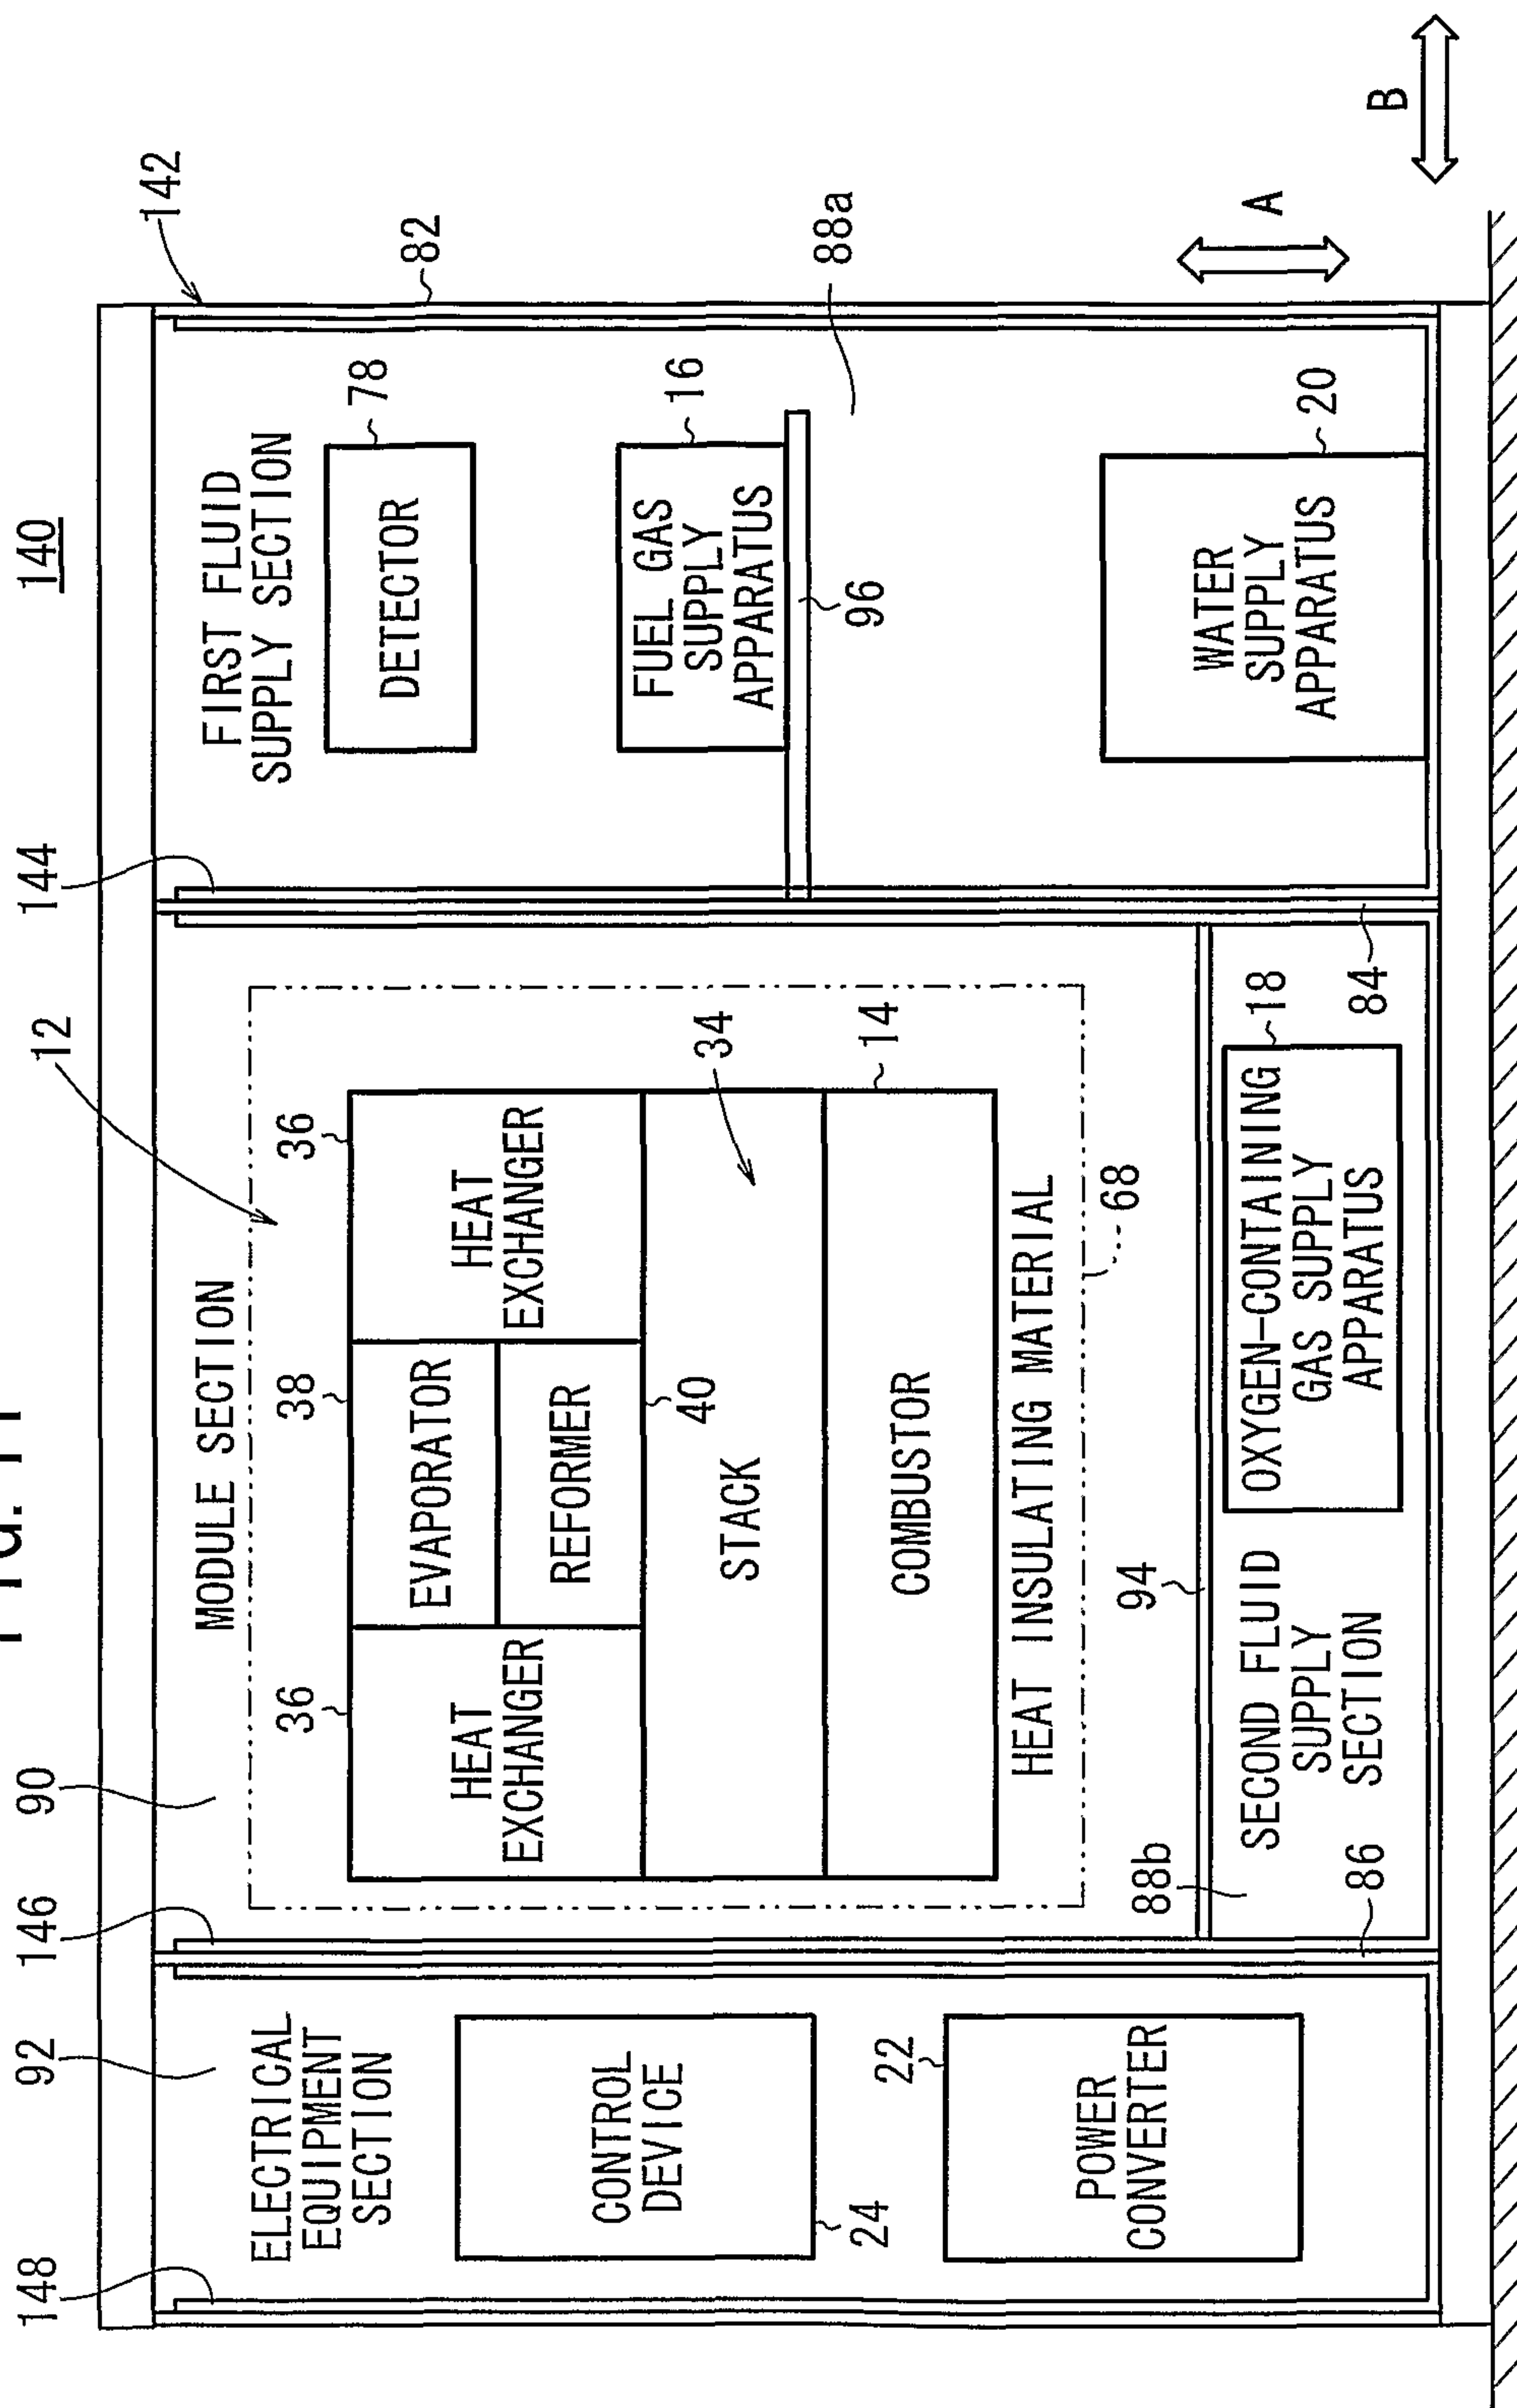 FIG. 11
140
148
92
146
90
12
144
142
82
ELECTRICAL
EQUIPMENT
SECTION
CONTROL
DEVICE
24
22
POWER
CONVERTER
MODULE SECTION
36
38
36
HEAT
EXCHANGER
EVAPORATOR
REFORMER
HEAT
EXCHANGER
40
34
STACK
14
COMBUSTOR
HEAT INSULATING MATERIAL
68
94
88b
SECOND FLUID
SUPPLY
SECTION
OXYGEN-CONTAINING
GAS SUPPLY
APPARATUS
18
86
84
FIRST FLUID
SUPPLY SECTION
78
DETECTOR
16
FUEL GAS
SUPPLY
APPARATUS
96
88a
20
WATER
SUPPLY
APPARATUS
A
B